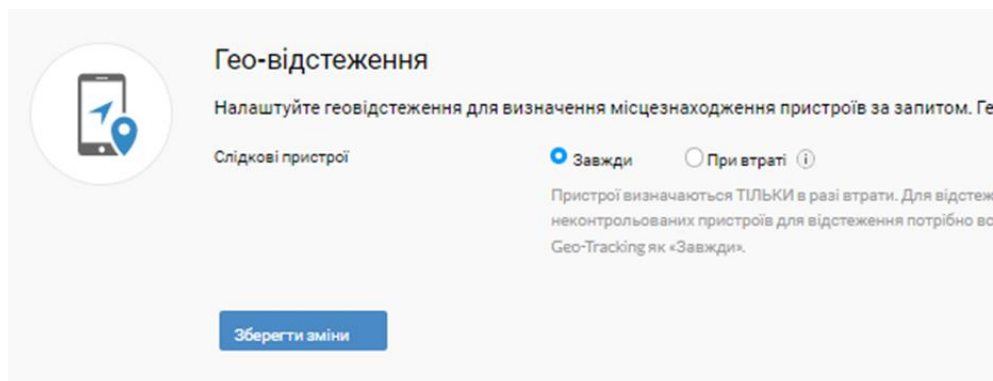 Гео-відстеження
Налаштуйте геовідстеження для визначення місцезнаходження пристроїв за запитом. Ге
Слідкові пристрої Завжди При втраті
Пристрої визначаються ТІЛЬКИ в разі втрати. Для відстеж
неконтрольованих пристроїв для відстеження потрібно вс
Geo-Tracking як «Завжди».
Зберегти зміни